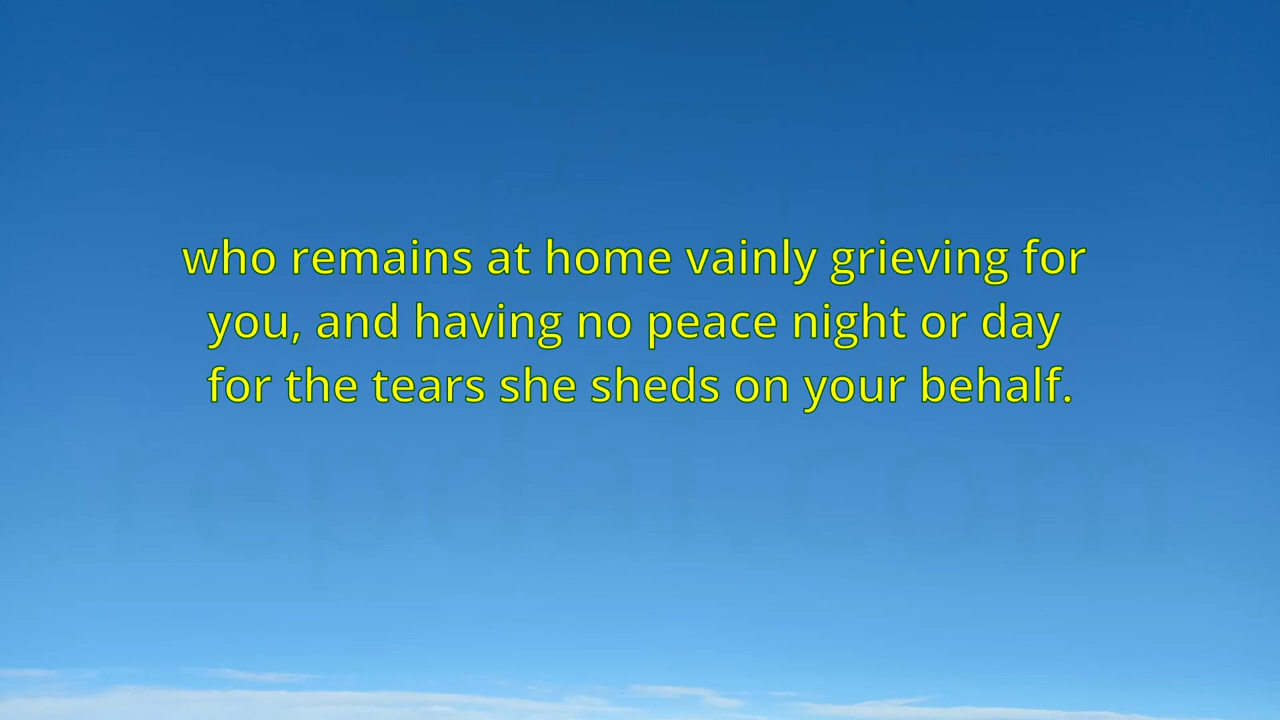 who remains at home vainly grieving for
you, and having no peace night or day
for the tears she sheds on your behalf.